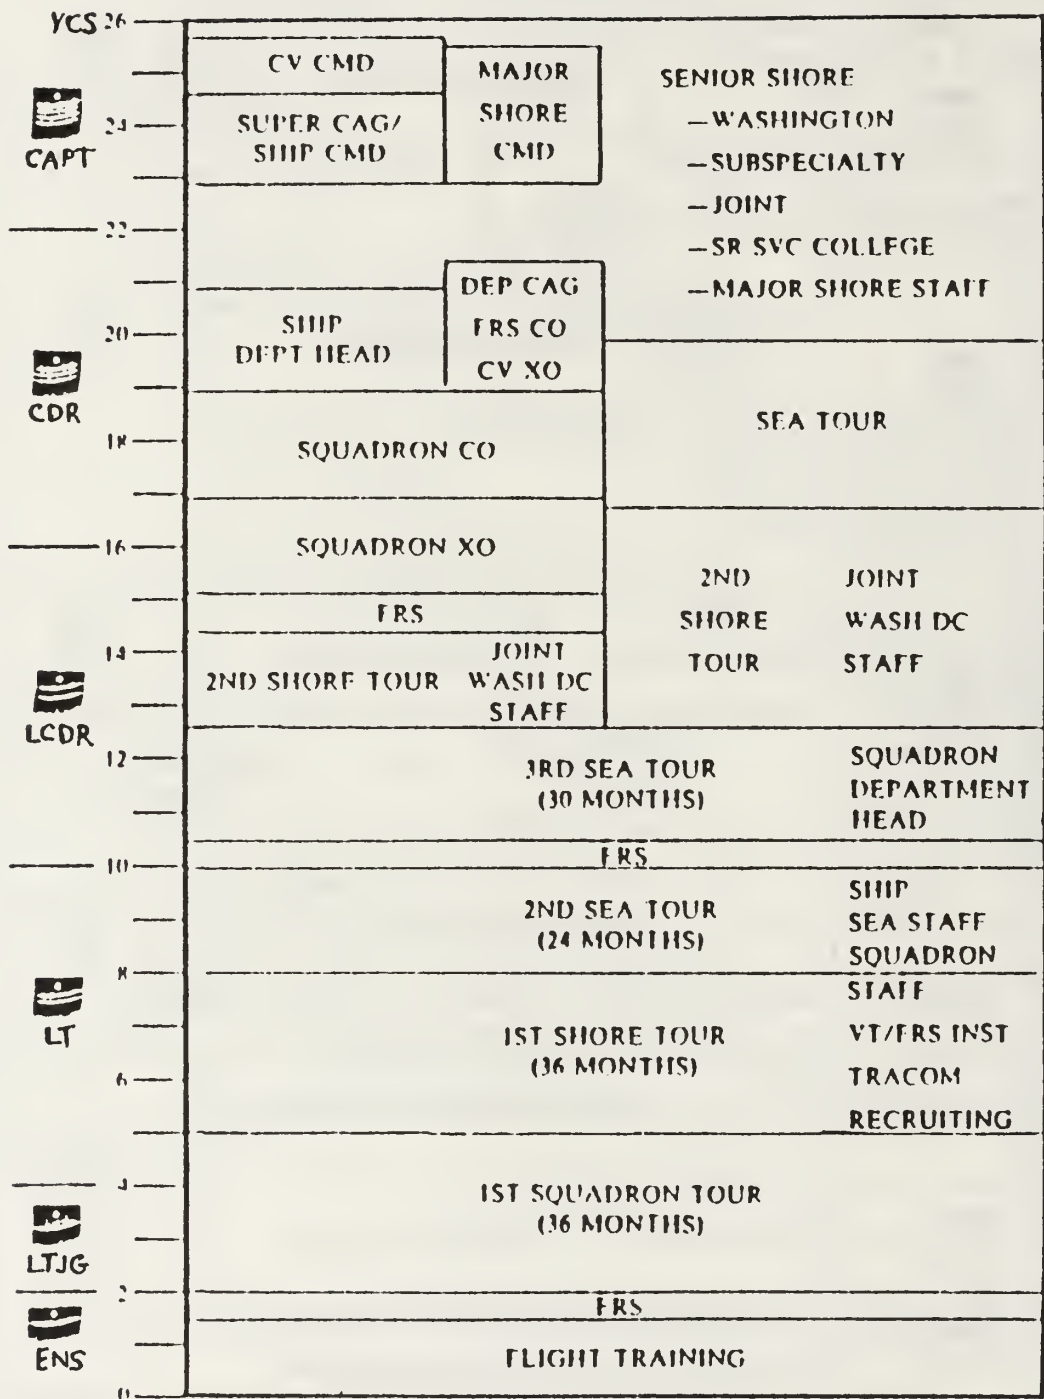 YCS 26
CV CMD
MAJOR
SHORE
CMD
SUPER CAG/
SHIP CMD
SENIOR SHORE
—WASHINGTON
—SUBSPECIALTY
—JOINT
—SR SVC COLLEGE
—MAJOR SHORE STAFF
24
CAPT
22
DEP CAG
FRS CO
CV XO
SHIP
DEPT HEAD
20
CDR
SEA TOUR
18
SQUADRON CO
16
SQUADRON XO
2ND
SHORE
TOUR
JOINT
WASH DC
STAFF
FRS
14
2ND SHORE TOUR
JOINT
WASH DC
STAFF
LCDR
12
3RD SEA TOUR
(30 MONTHS)
SQUADRON
DEPARTMENT
HEAD
FRS
10
2ND SEA TOUR
(24 MONTHS)
SHIP
SEA STAFF
SQUADRON
8
LT
1ST SHORE TOUR
(36 MONTHS)
STAFF
VT/FRS INST
TRACOM
RECRUITING
6
4
1ST SQUADRON TOUR
(36 MONTHS)
LTJG
2
FRS
ENS
FLIGHT TRAINING
0